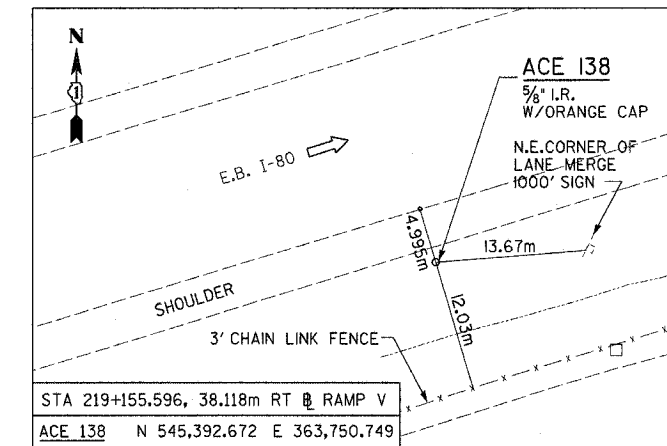 N
1
ACE 138
5/8" I.R.
W/ORANGE CAP
N.E.CORNER OF
LANE MERGE
1000' SIGN
E.B. I-80
4.995m
13.67m
12.03m
SHOULDER
3' CHAIN LINK FENCE
STA 219+155.596, 38.118m RT ⅊ RAMP V
ACE 138 N 545,392.672 E 363,750.749